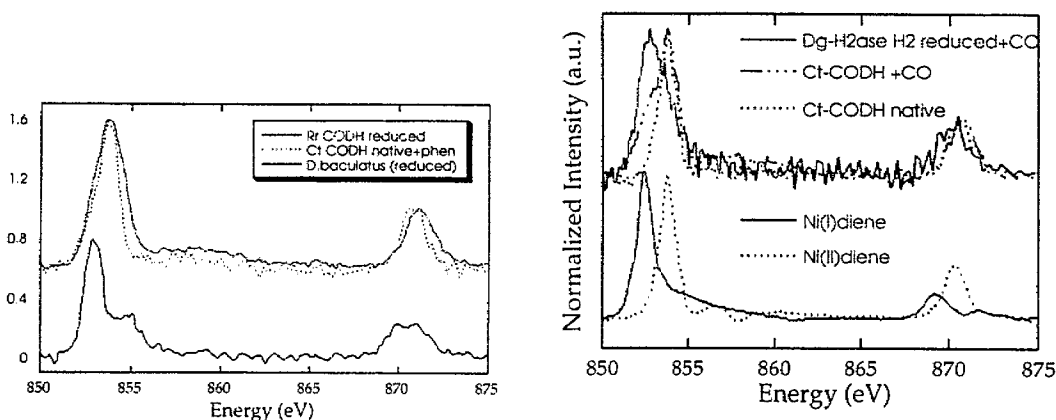 1.6
1.2
0.8
0.4
0
Rr CODH reduced
Ct CODH native+phen
D.baculatus (reduced)
850 855 860 865 870 875
Energy (eV)
Normalized Intensity (a.u.)
Dg-H2ase H2 reduced+CO
Ct-CODH +CO
Ct-CODH native
Ni(I)diene
Ni(II)diene
850 855 860 865 870 875
Energy (eV)